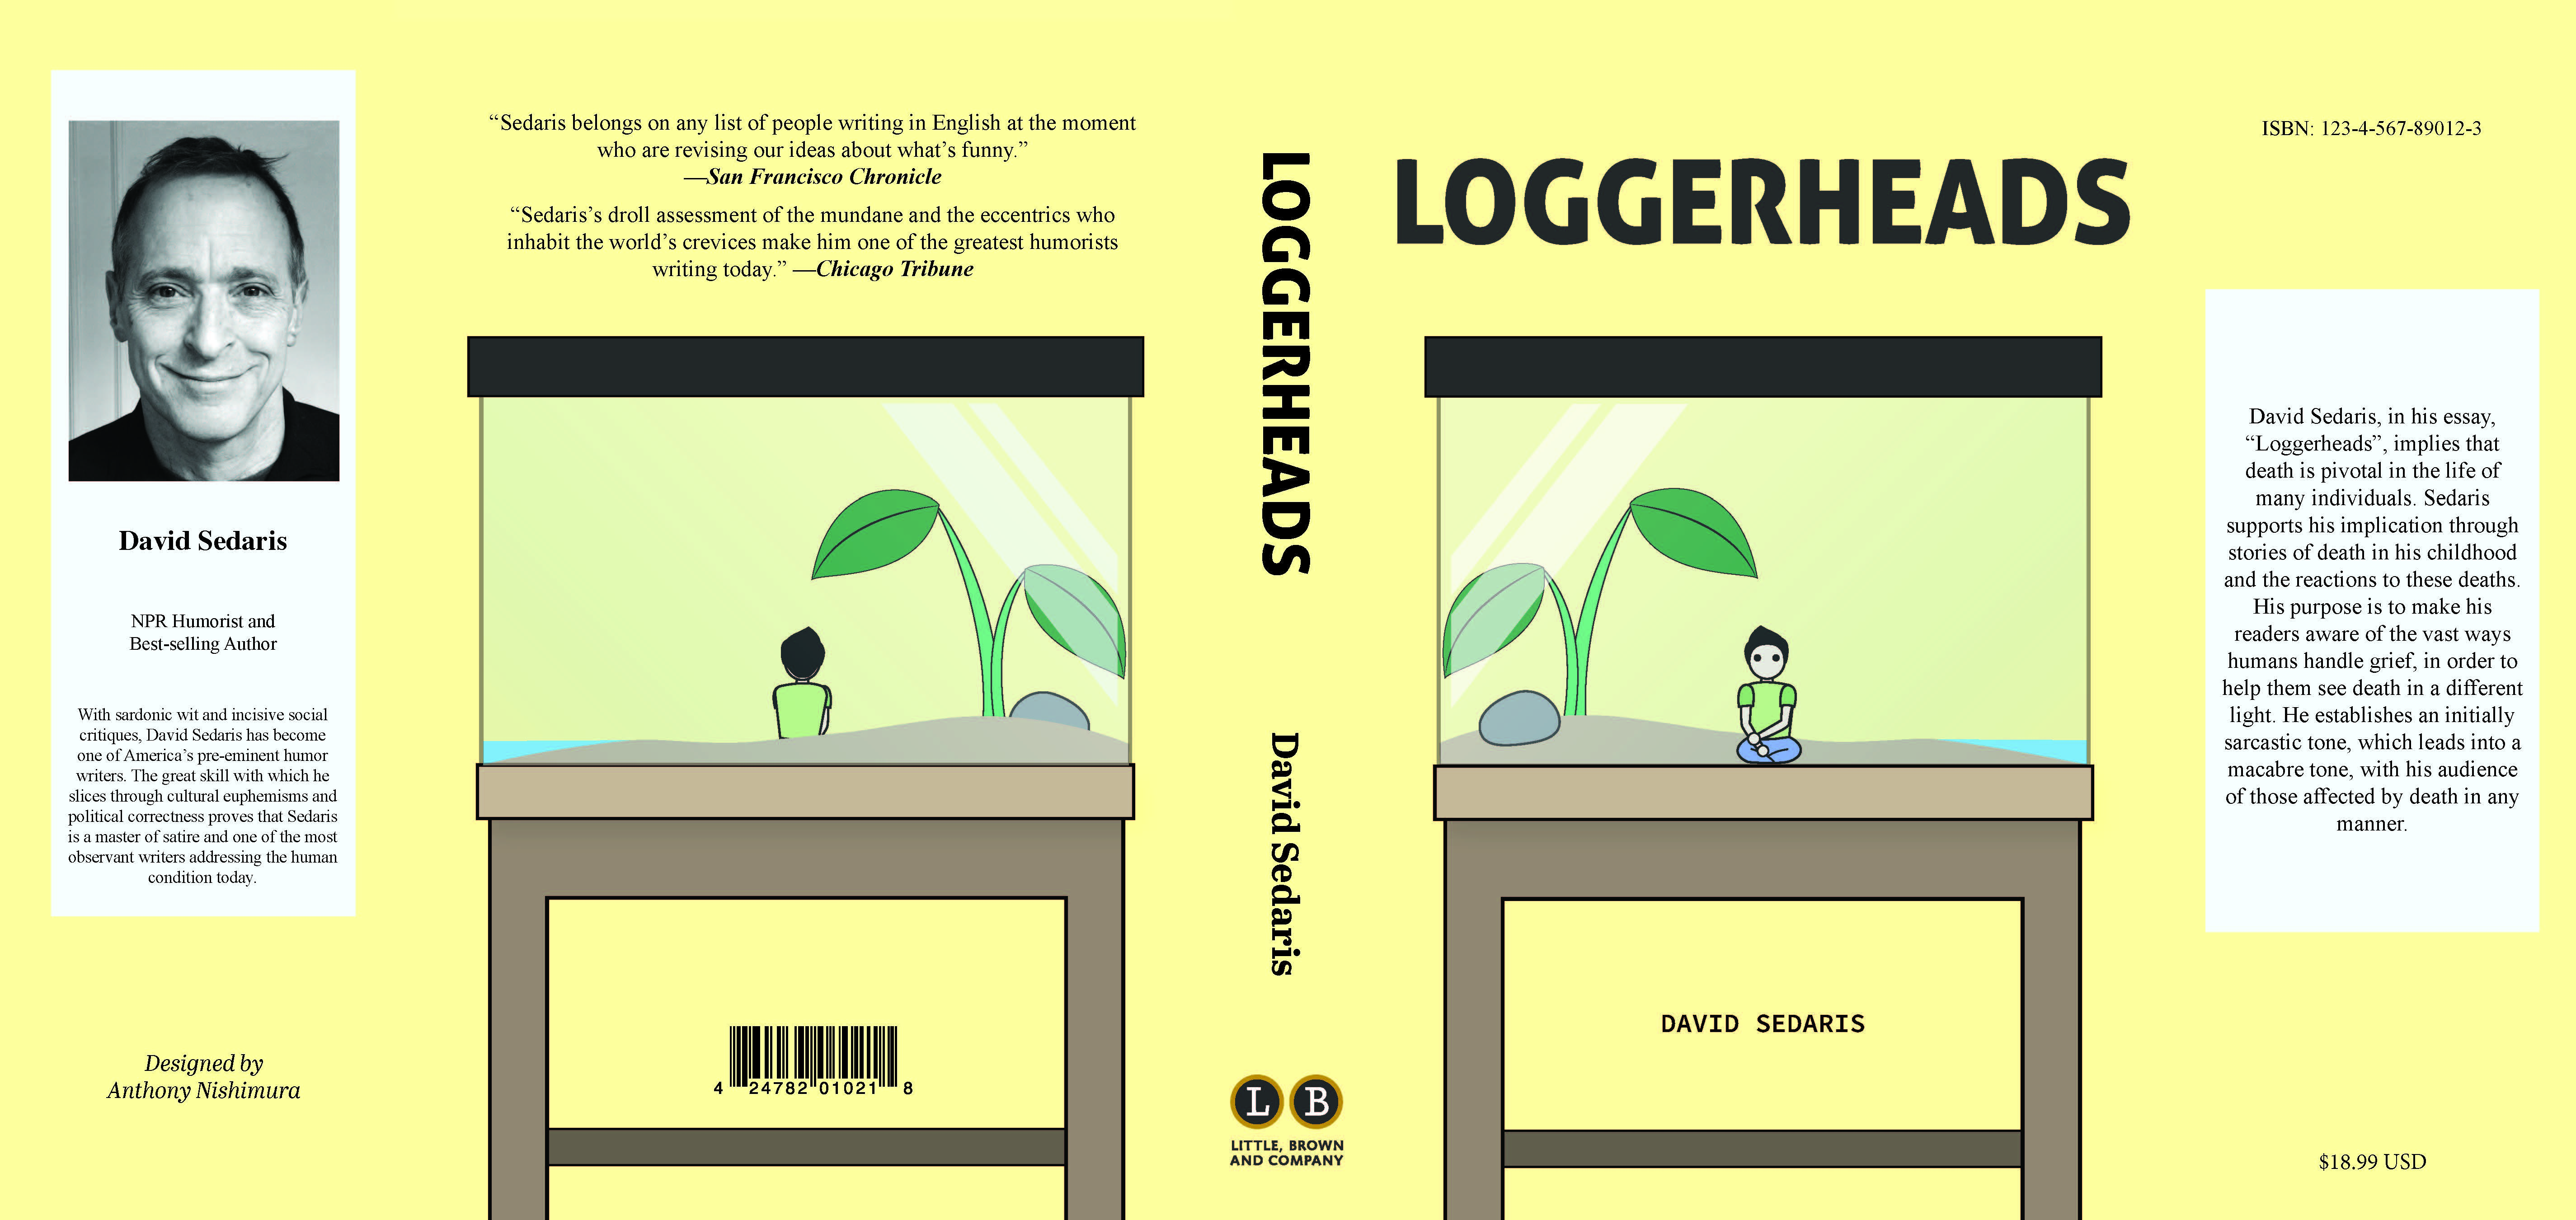 David Sedaris
NPR Humorist and
Best-selling Author
With sardonic wit and incisive social
critiques, David Sedaris has become
one of America’s pre-eminent humor
writers. The great skill with which he
slices through cultural euphemisms and
political correctness proves that Sedaris
is a master of satire and one of the most
observant writers addressing the human
condition today.
Designed by
Anthony Nishimura
“Sedaris belongs on any list of people writing in English at the moment
who are revising our ideas about what’s funny.”
—San Francisco Chronicle
“Sedaris’s droll assessment of the mundane and the eccentrics who
inhabit the world’s crevices make him one of the greatest humorists
writing today.” —Chicago Tribune
4 24782 01021 8
LOGGERHEADS
David Sedaris
L B
LITTLE, BROWN
AND COMPANY
LOGGERHEADS
DAVID SEDARIS
ISBN: 123-4-567-89012-3
David Sedaris, in his essay,
“Loggerheads”, implies that
death is pivotal in the life of
many individuals. Sedaris
supports his implication through
stories of death in his childhood
and the reactions to these deaths.
His purpose is to make his
readers aware of the vast ways
humans handle grief, in order to
help them see death in a different
light. He establishes an initially
sarcastic tone, which leads into a
macabre tone, with his audience
of those affected by death in any
manner.
$18.99 USD